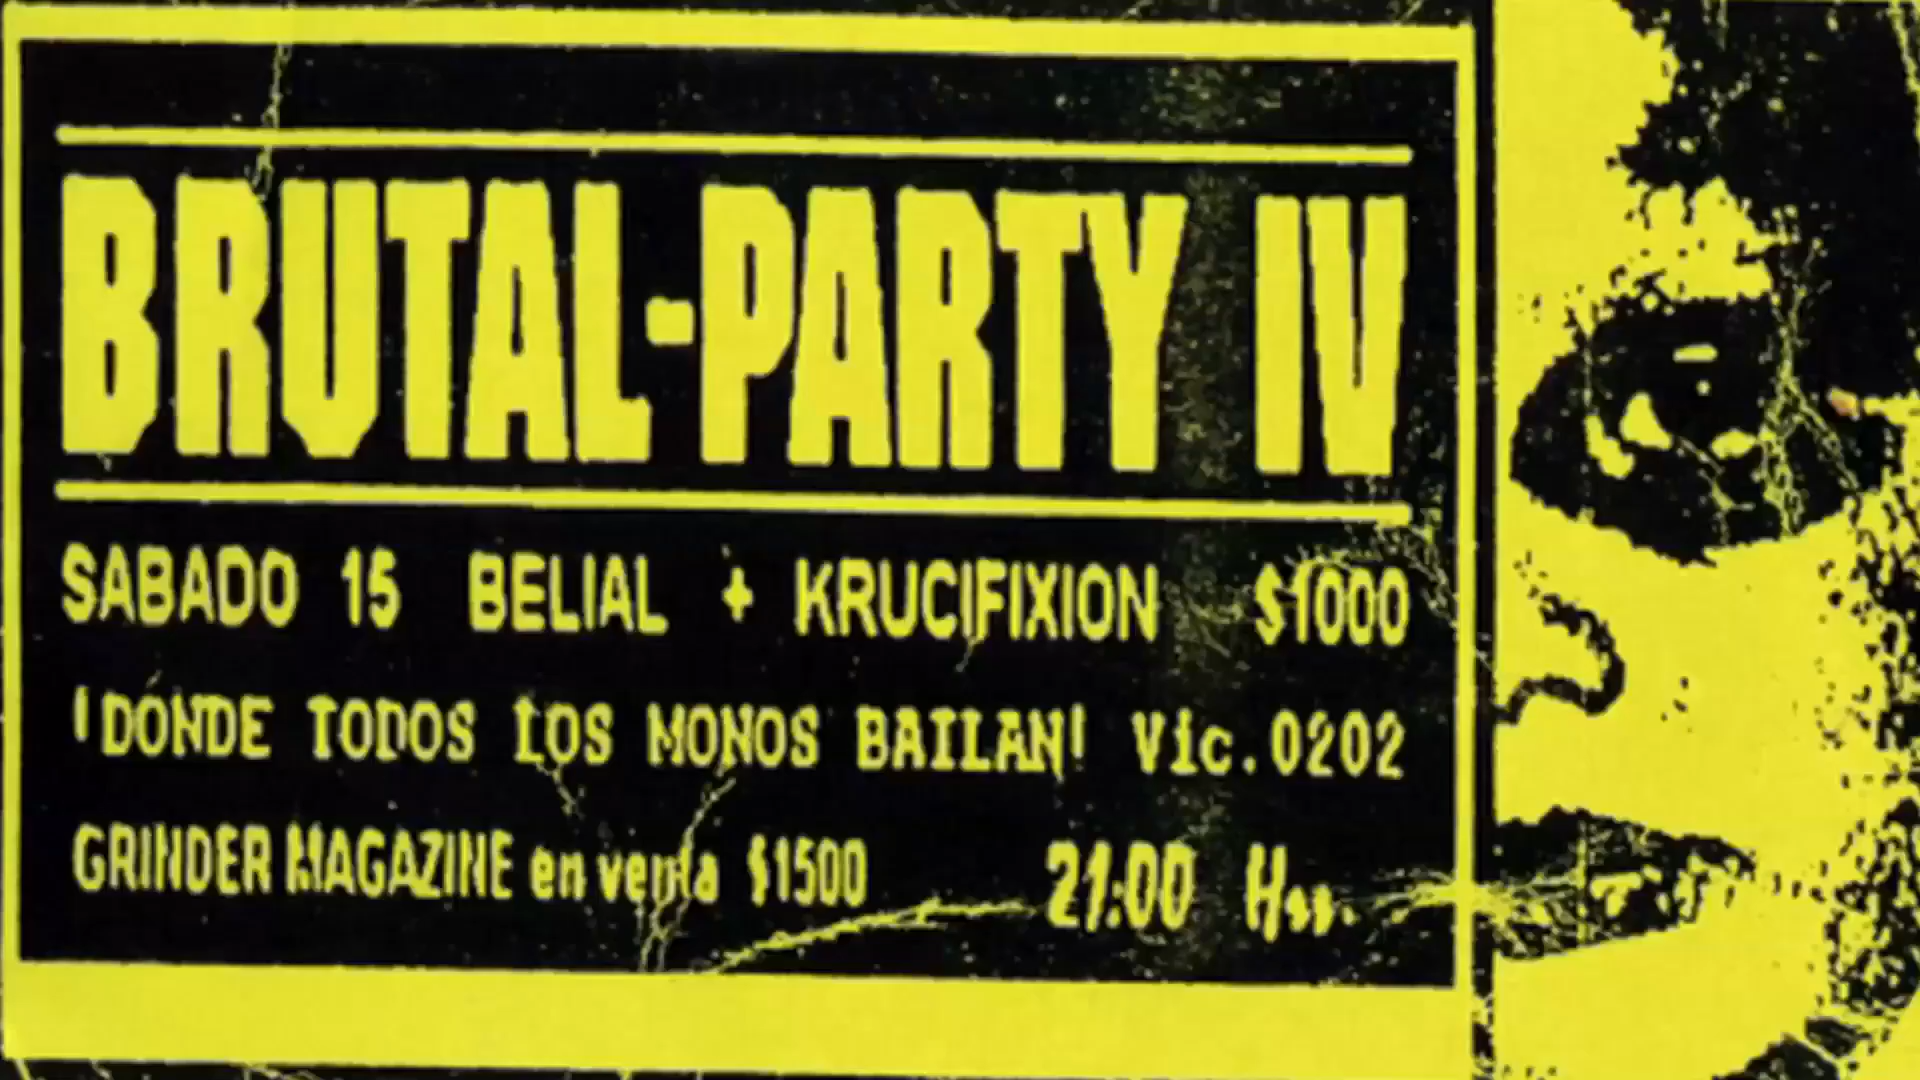 BRUTAL-PARTY IV
SABADO 15 BELIAL + KRUCIFIXION $1000
¡DÓNDE TODOS LOS MONOS BAILAN! Vic.0202
GRINDER MAGAZINE en venta $1500 21:00 Hrs.